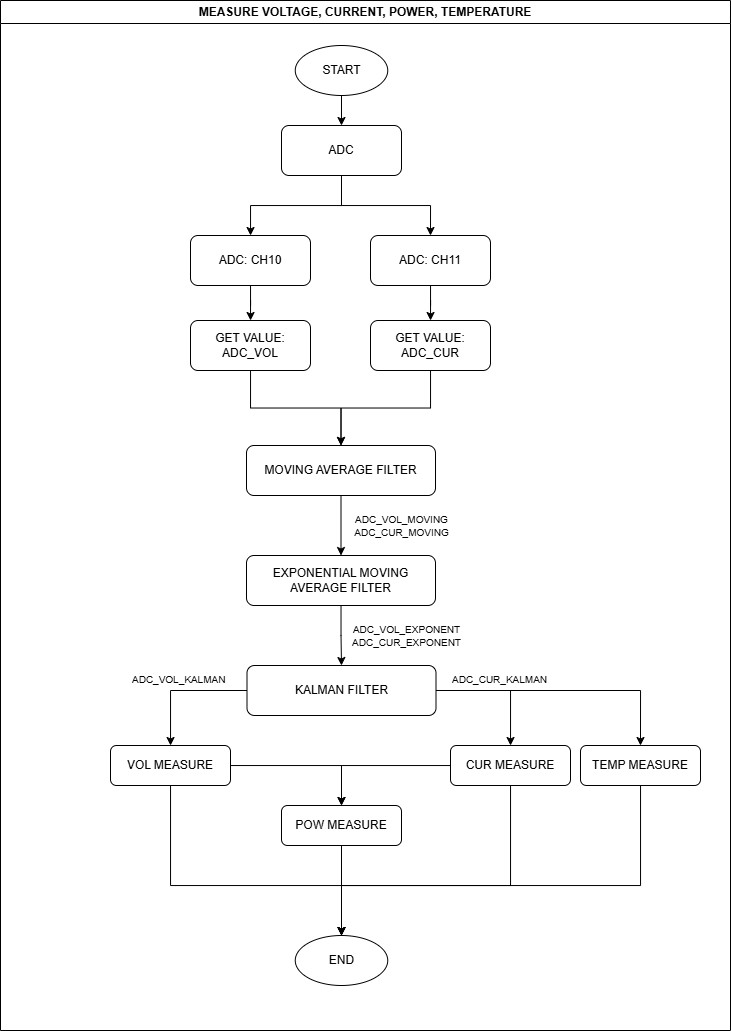 MEASURE VOLTAGE, CURRENT, POWER, TEMPERATURE
START
ADC
ADC: CH10
ADC: CH11
GET VALUE:
ADC_VOL
GET VALUE:
ADC_CUR
MOVING AVERAGE FILTER
ADC_VOL_MOVING
ADC_CUR_MOVING
EXPONENTIAL MOVING
AVERAGE FILTER
ADC_VOL_EXPONENT
ADC_CUR_EXPONENT
ADC_VOL_KALMAN
KALMAN FILTER
ADC_CUR_KALMAN
VOL MEASURE
CUR MEASURE
TEMP MEASURE
POW MEASURE
END